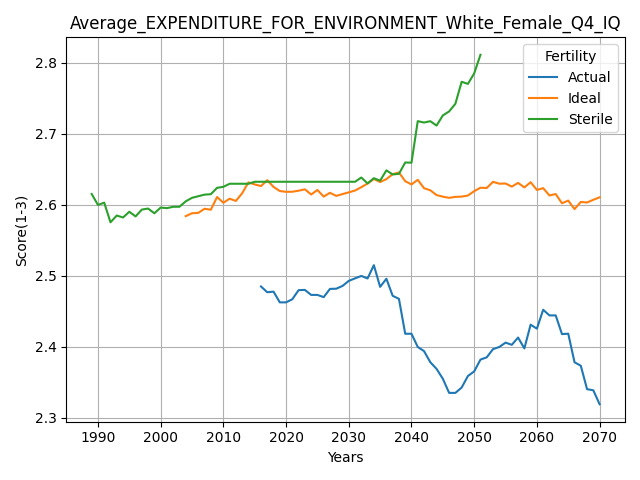 Average_EXPENDITURE_FOR_ENVIRONMENT_White_Female_Q4_IQ
Fertility
Actual
Ideal
Sterile
Score(1-3)
2.8
2.7
2.6
2.5
2.4
2.3
1990 2000 2010 2020 2030 2040 2050 2060 2070
Years